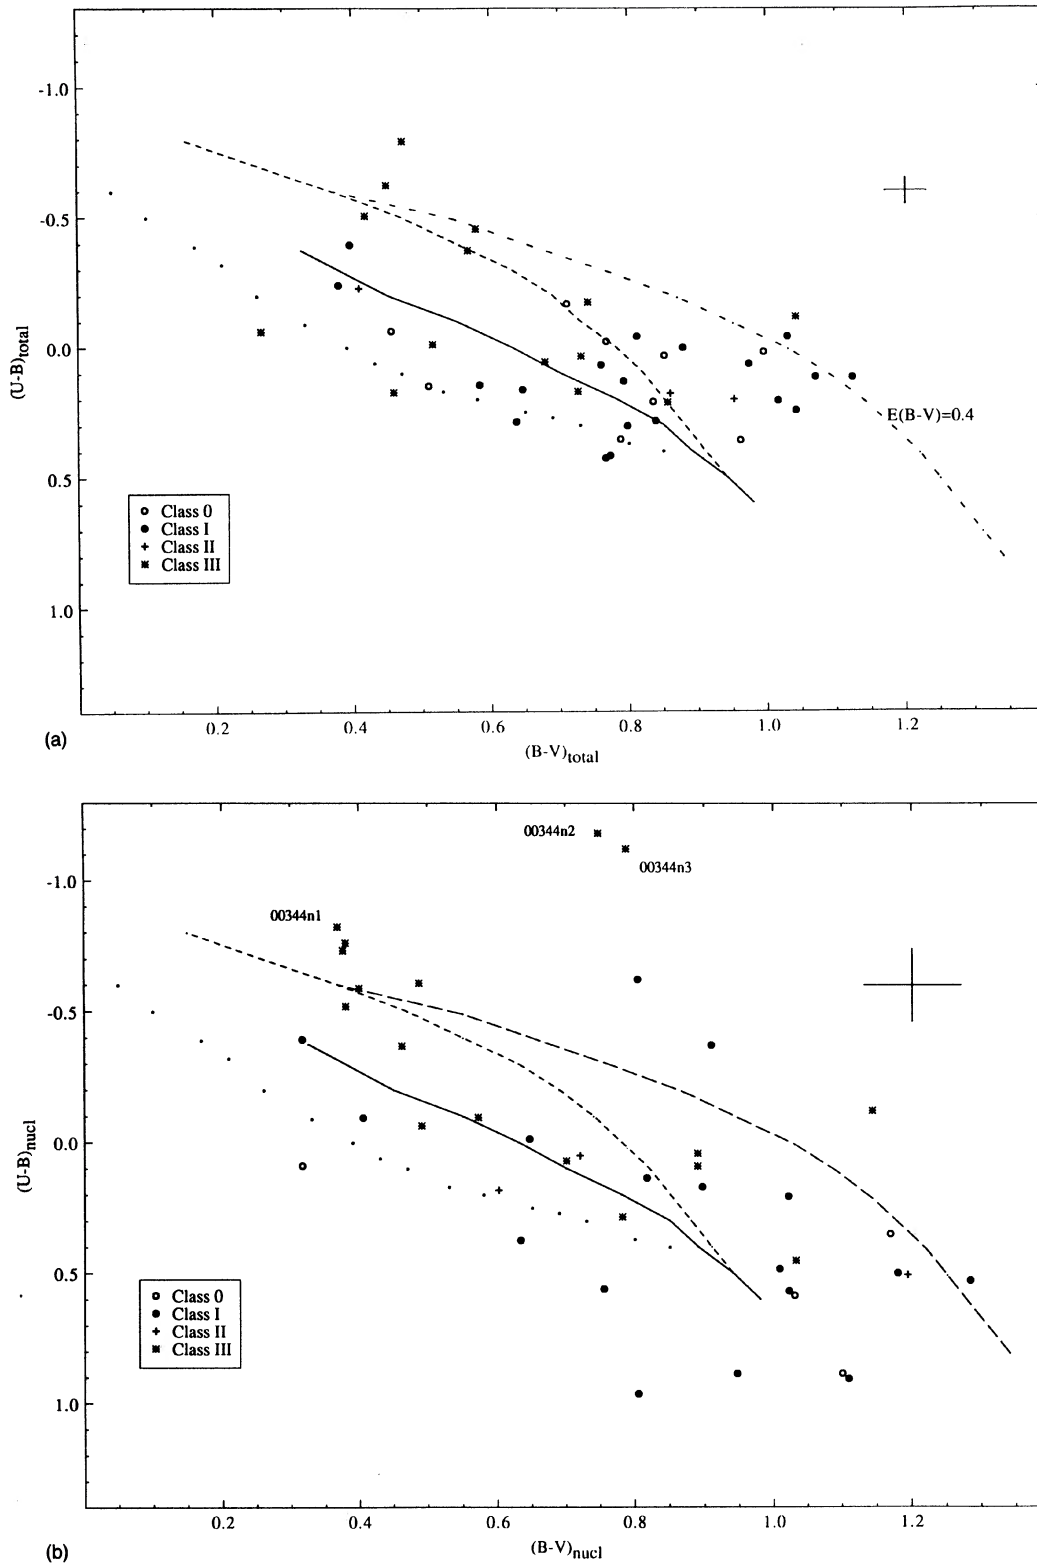 -1.0
-0.5
0.0
0.5
1.0
(U-B)total
E(B-V)=0.4
Class 0
Class I
Class II
Class III
0.2 0.4 0.6 0.8 1.0 1.2
(a)
(B-V)total
00344n2
00344n3
00344n1
-1.0
-0.5
0.0
0.5
1.0
(U-B)nucl
Class 0
Class I
Class II
Class III
0.2 0.4 0.6 0.8 1.0 1.2
(b)
(B-V)nucl